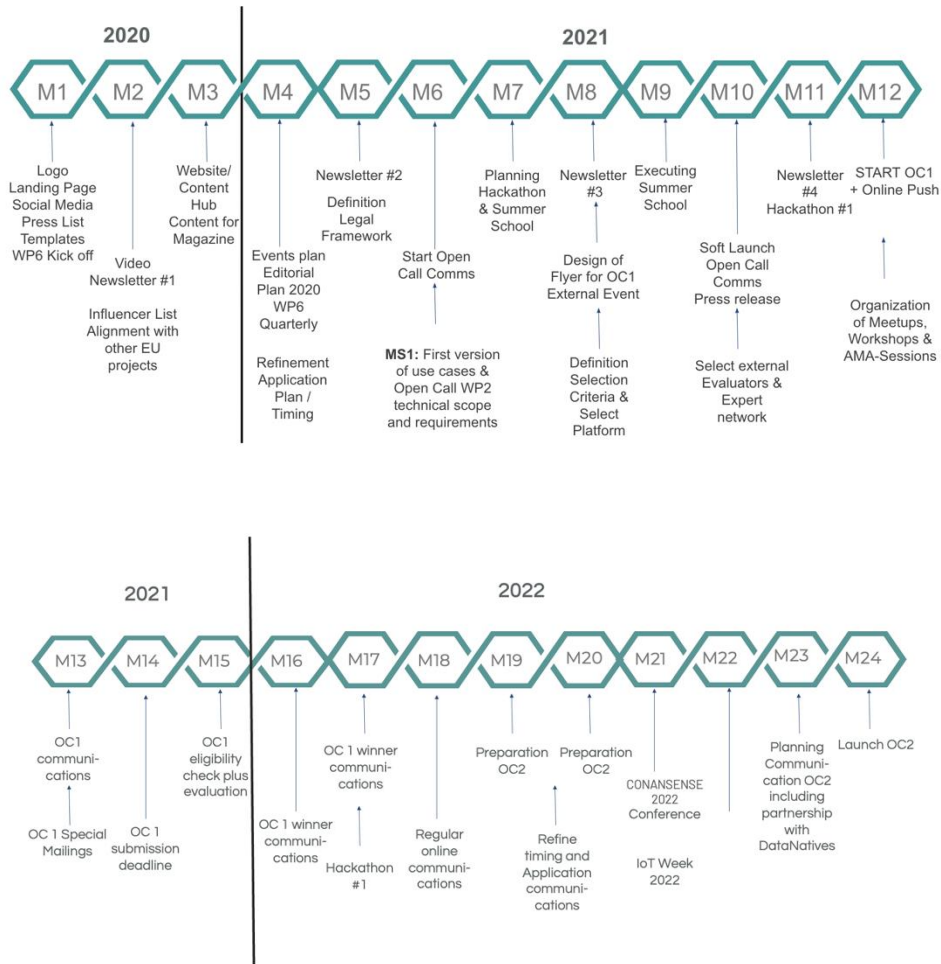 2020
2021
M1
M2
M3
M4
M5
M6
M7
M8
M9
M10
M11
M12
Logo
Landing Page
Social Media
Press List
Templates
WP6 Kick off
Video
Newsletter #1
Influencer List
Alignment with
other EU
projects
Website/
Content
Hub
Content for
Magazine
Events plan
Editorial
Plan 2020
WP6
Quarterly
Refinement
Application
Plan /
Timing
Newsletter #2
Definition
Legal
Framework
Start Open
Call Comms
MS1: First version
of use cases &
Open Call WP2
technical scope
and requirements
Planning
Hackathon
& Summer
School
Newsletter
#3
Design of
Flyer for OC1
External Event
Definition
Selection
Criteria &
Select
Platform
Executing
Summer
School
Soft Launch
Open Call
Comms
Press release
Select external
Evaluators &
Expert
network
Newsletter
#4
Hackathon #1
START OC1
+ Online Push
Organization
of Meetups,
Workshops &
AMA-Sessions
2021
2022
M13
M14
M15
M16
M17
M18
M19
M20
M21
M22
M23
M24
OC1
communi-
cations
OC 1 Special
Mailings
OC 1
submission
deadline
OC1
eligibility
check plus
evaluation
OC 1 winner
communi-
cations
OC 1 winner
communi-
cations
Hackathon
#1
Regular
online
communi-
cations
Preparation
OC2
Refine
timing and
Application
communi-
cations
Preparation
OC2
CONANSENSE
2022
Conference
IoT Week
2022
Planning
Communi-
cation OC2
including
partnership
with
DataNatives
Launch OC2